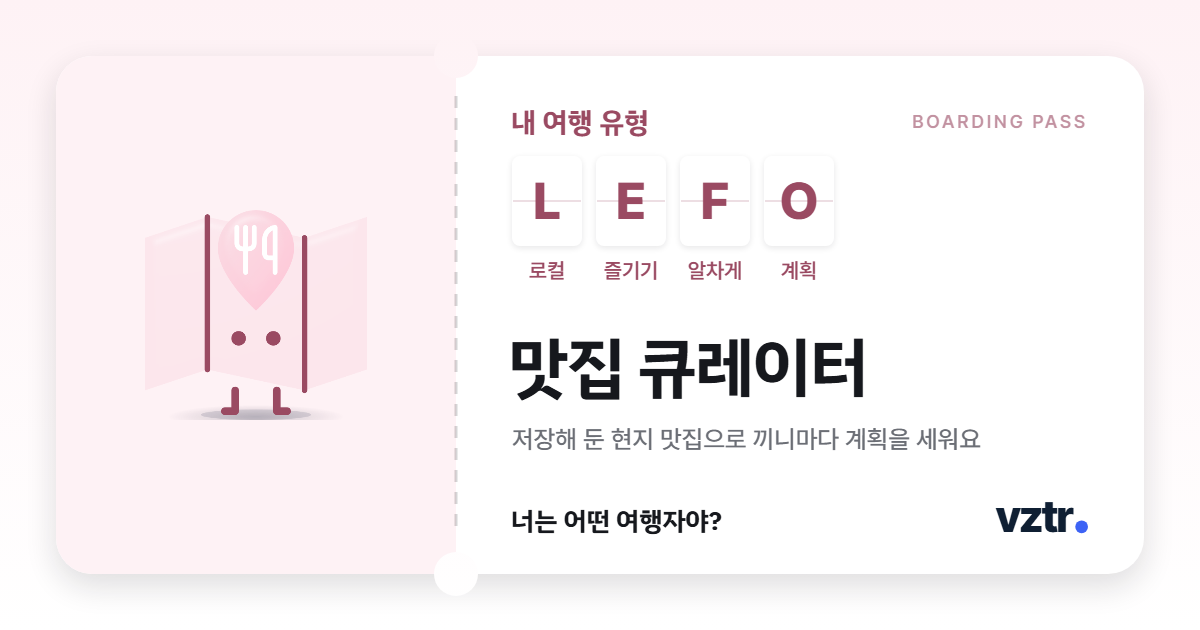 내 여행 유형
BOARDING PASS
L E F O
로컬 즐기기 알차게 계획
맛집 큐레이터
저장해 둔 현지 맛집으로 끼니마다 계획을 세워요
너는 어떤 여행자야?
vztr.